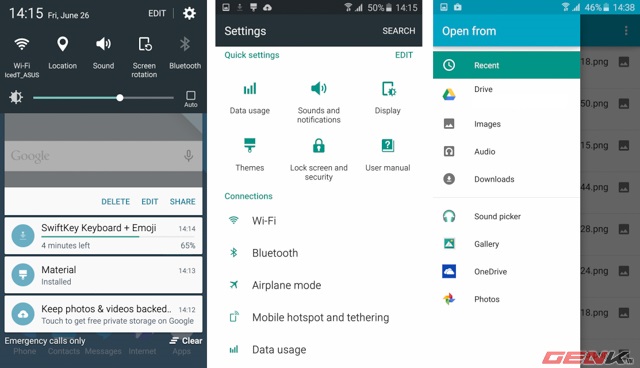 14:15 Fri, June 26 EDIT
Wi-Fi
IcedT_ASUS
Location
Sound
Screen
rotation
Bluetooth
Auto
Google
DELETE EDIT SHARE
SwiftKey Keyboard + Emoji 14:14
4 minutes left 65%
Material 14:13
Installed
Keep photos & videos backed.. 14:12
Touch to get free private storage on Google
Emergency calls only Clear
Phone Contacts Messages Internet Apps
50% 14:15
Settings SEARCH
Quick settings EDIT
Data usage
Sounds and
notifications
Display
Themes
Lock screen and
security
User manual
Connections
Wi-Fi
Bluetooth
Airplane mode
Mobile hotspot and tethering
Data usage
46% 14:38
Open from
Recent
Drive
Images
Audio
Downloads
Sound picker
Gallery
OneDrive
Photos
18.png
50.png
15.png
44.png
28.png
24.png
18.png
GENK